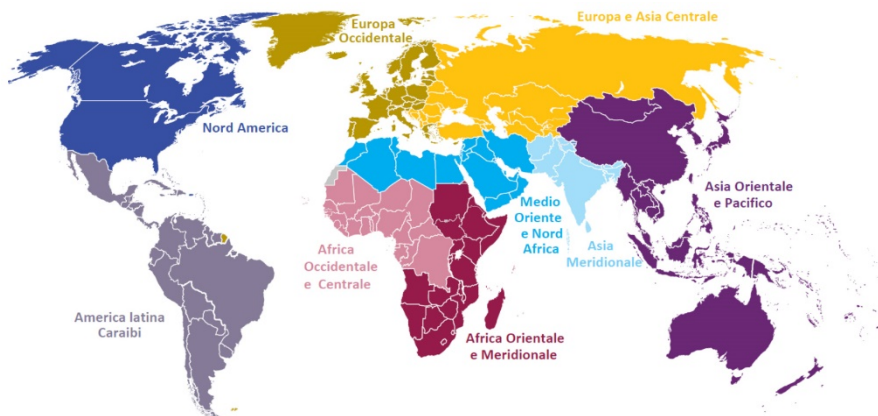 Europa e Asia Centrale
Europa
Occidentale
Nord America
Asia Orientale
e Pacifico
Medio
Oriente
e Nord
Africa
Asia
Meridionale
Africa
Occidentale
e Centrale
America latina
Caraibi
Africa Orientale
e Meridionale